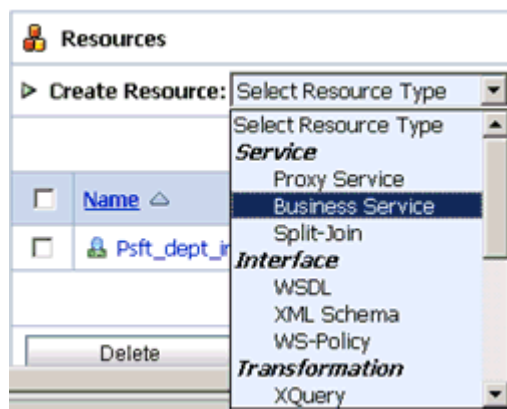 Resources
Create Resource: Select Resource Type
Select Resource Type
Service
Proxy Service
Name
Business Service
Split-Join
Psft_dept_i
Interface
WSDL
XML Schema
WS-Policy
Delete
Transformation
XQuery